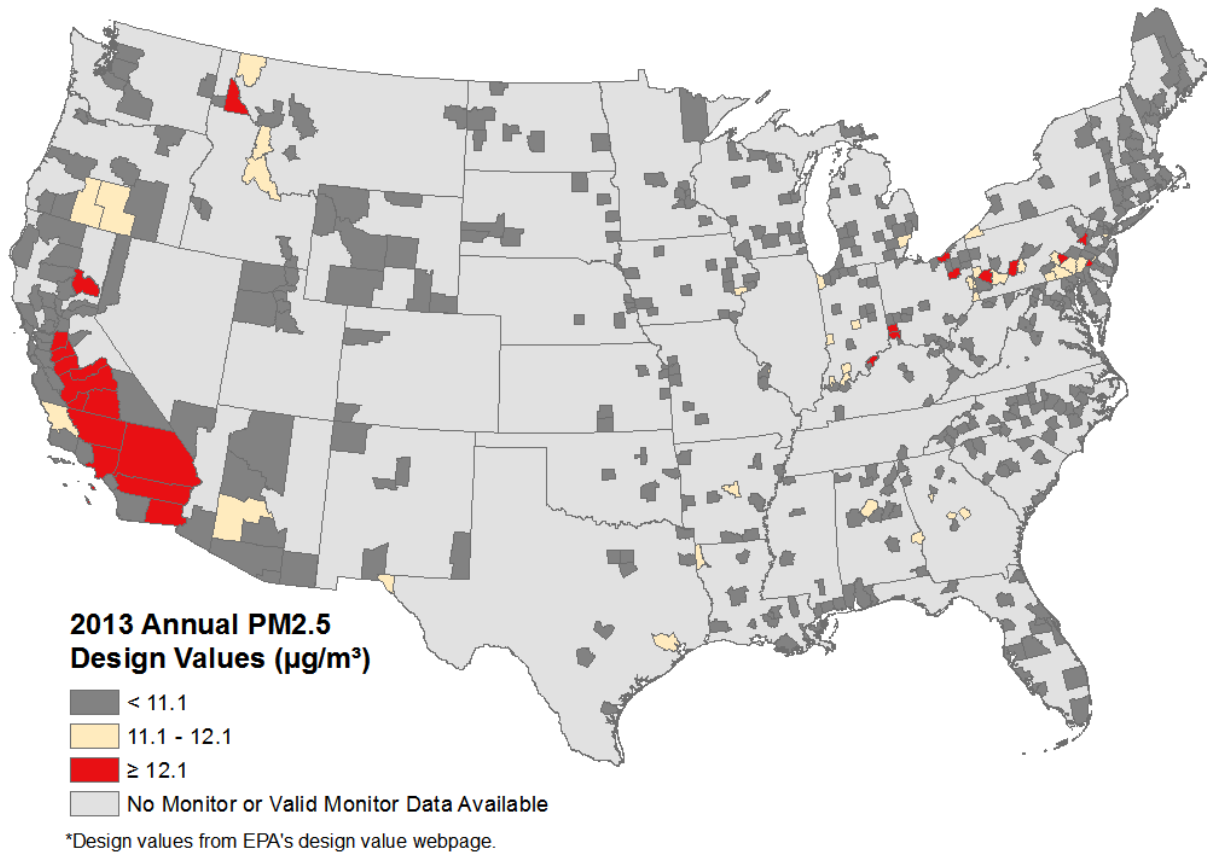 2013 Annual PM2.5
Design Values (µg/m³)
< 11.1
11.1 - 12.1
≥ 12.1
No Monitor or Valid Monitor Data Available
*Design values from EPA's design value webpage.